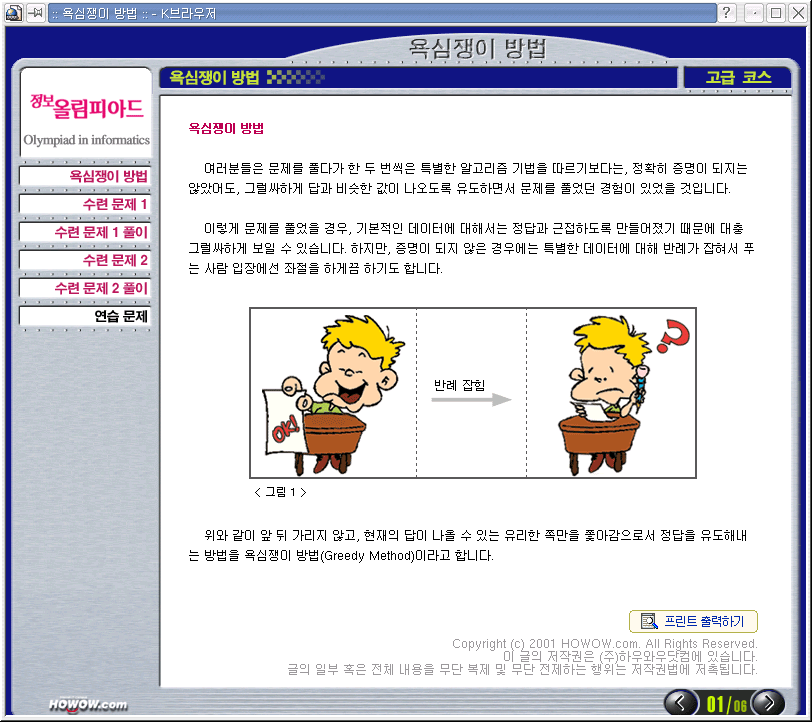 :: 욕심쟁이 방법 :: - K브라우저
욕심쟁이 방법
정보올림피아드
Olympiad in informatics
욕심쟁이 방법
수련 문제 1
수련 문제 1 풀이
수련 문제 2
수련 문제 2 풀이
연습 문제
욕심쟁이 방법
고급 코스
욕심쟁이 방법
여러분들은 문제를 풀다가 한 두 번씩은 특별한 알고리즘 기법을 따르기보다는, 정확히 증명이 되지는
않았어도, 그럴싸하게 답과 비슷한 값이 나오도록 유도하면서 문제를 풀었던 경험이 있었을 것입니다.
이렇게 문제를 풀었을 경우, 기본적인 데이터에 대해서는 정답과 근접하도록 만들어졌기 때문에 대충
그럴싸하게 보일 수 있습니다. 하지만, 증명이 되지 않은 경우에는 특별한 데이터에 대해 반례가 잡혀서 푸
는 사람 입장에선 좌절을 하게끔 하기도 합니다.
OK!
반례 잡힘
?
< 그림 1 >
위와 같이 앞 뒤 가리지 않고, 현재의 답이 나올 수 있는 유리한 쪽만을 쫓아감으로서 정답을 유도해내
는 방법을 욕심쟁이 방법(Greedy Method)이라고 합니다.
프린트 출력하기
Copyright (c) 2001 HOWOW.com. All Rights Reserved.
이 글의 저작권은 (주)하우와우닷컴에 있습니다.
글의 일부 혹은 전체 내용을 무단 복제 및 무단 전제하는 행위는 저작권법에 저촉됩니다.
HOWOW.com
01/06